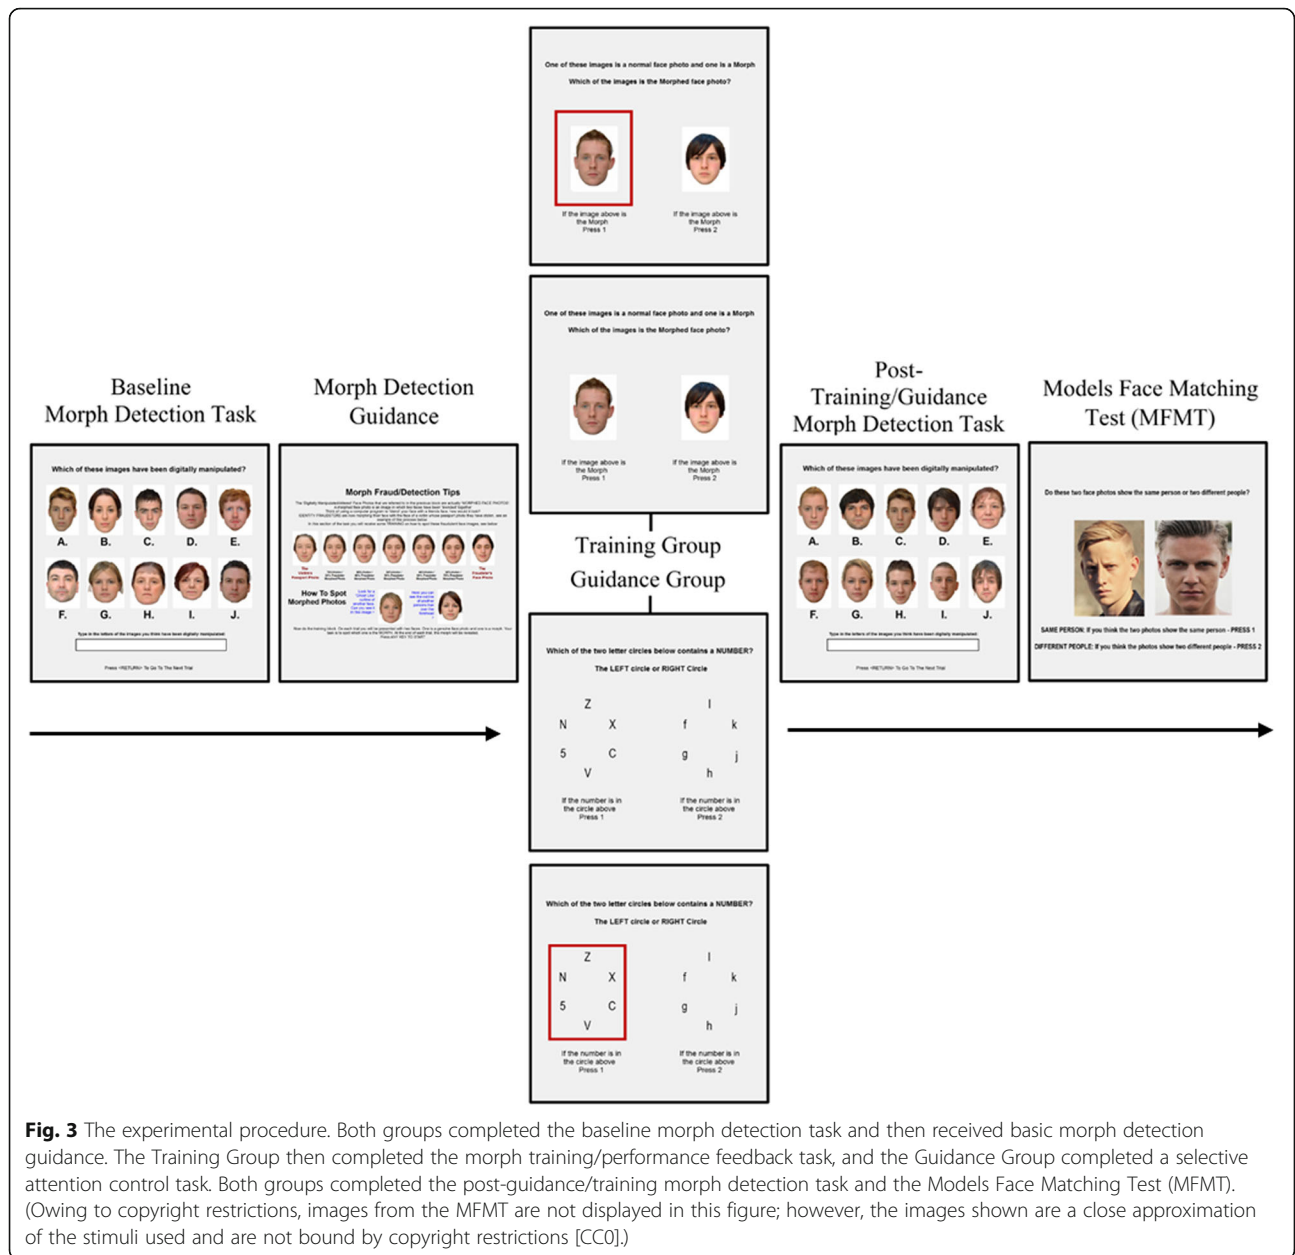 One of these images is a normal face photo and one is a Morph
Which of the images is the Morphed face photo?
If the image above is
the Morph
Press 1
If the image above is
the Morph
Press 2
One of these images is a normal face photo and one is a Morph
Which of the images is the Morphed face photo?
If the image above is
the Morph
Press 1
If the image above is
the Morph
Press 2
Baseline
Morph Detection Task
Which of these images have been digitally manipulated?
A. B. C. D. E.
F. G. H. I. J.
Type in the letters of the images you think have been digitally manipulated:
Press <RETURN> To Go To The Next Trial
Morph Detection
Guidance
Morph Fraud/Detection Tips
The
Passport Photo
The
Fraudster's
Face Photo
How To Spot
Morphed Photos
Training Group
Guidance Group
Which of the two letter circles below contains a NUMBER?
The LEFT circle or RIGHT Circle
Z
N X
5 C
V
l
f k
g j
h
If the number is in
the circle above
Press 1
If the number is in
the circle above
Press 2
Which of the two letter circles below contains a NUMBER?
The LEFT circle or RIGHT Circle
Z
N X
5 C
V
l
f k
g j
h
If the number is in
the circle above
Press 1
If the number is in
the circle above
Press 2
Post-
Training/Guidance
Morph Detection Task
Which of these images have been digitally manipulated?
A. B. C. D. E.
F. G. H. I. J.
Type in the letters of the images you think have been digitally manipulated:
Press <RETURN> To Go To The Next Trial
Models Face Matching
Test (MFMT)
Do these two face photos show the same person or two different people?
SAME PERSON: If you think the two photos show the same person - PRESS 1
DIFFERENT PEOPLE: If you think the photos show two different people - PRESS 2
Fig. 3 The experimental procedure. Both groups completed the baseline morph detection task and then received basic morph detection
guidance. The Training Group then completed the morph training/performance feedback task, and the Guidance Group completed a selective
attention control task. Both groups completed the post-guidance/training morph detection task and the Models Face Matching Test (MFMT).
(Owing to copyright restrictions, images from the MFMT are not displayed in this figure; however, the images shown are a close approximation
of the stimuli used and are not bound by copyright restrictions [CC0].)